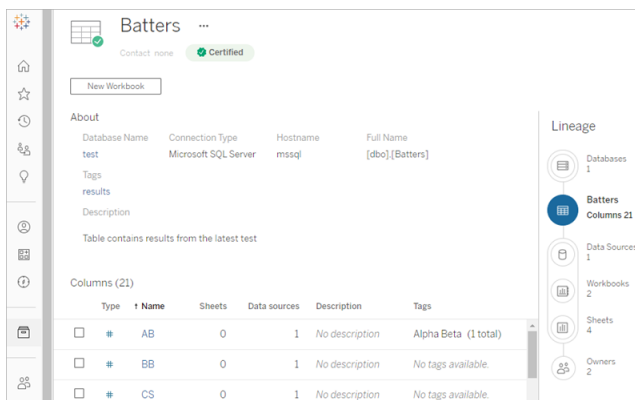 Batters ...
Contact none Certified
New Workbook
About
Database Name Connection Type Hostname Full Name
test Microsoft SQL Server mssql [dbo].[Batters]
Tags
results
Description
Table contains results from the latest test
Columns (21)
Type ↑ Name Sheets Data sources Description Tags
# AB 0 1 No description Alpha Beta (1 total)
# BB 0 1 No description No tags available.
# CS 0 1 No description No tags available.
Lineage
Databases
1
Batters
Columns 21
Data Sources
1
Workbooks
2
Sheets
4
Owners
2